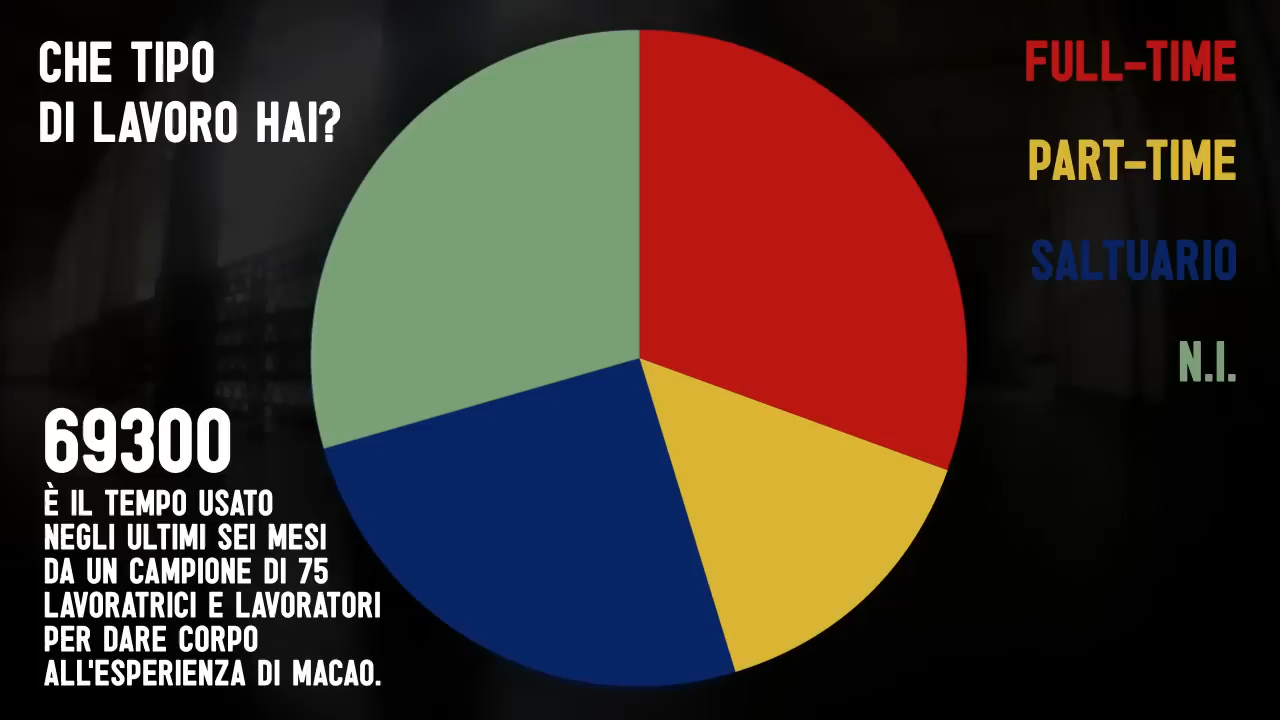 CHE TIPO
DI LAVORO HAI?
FULL-TIME
PART-TIME
SALTUARIO
N.I.
69300
È IL TEMPO USATO
NEGLI ULTIMI SEI MESI
DA UN CAMPIONE DI 75
LAVORATRICI E LAVORATORI
PER DARE CORPO
ALL'ESPERIENZA DI MACAO.